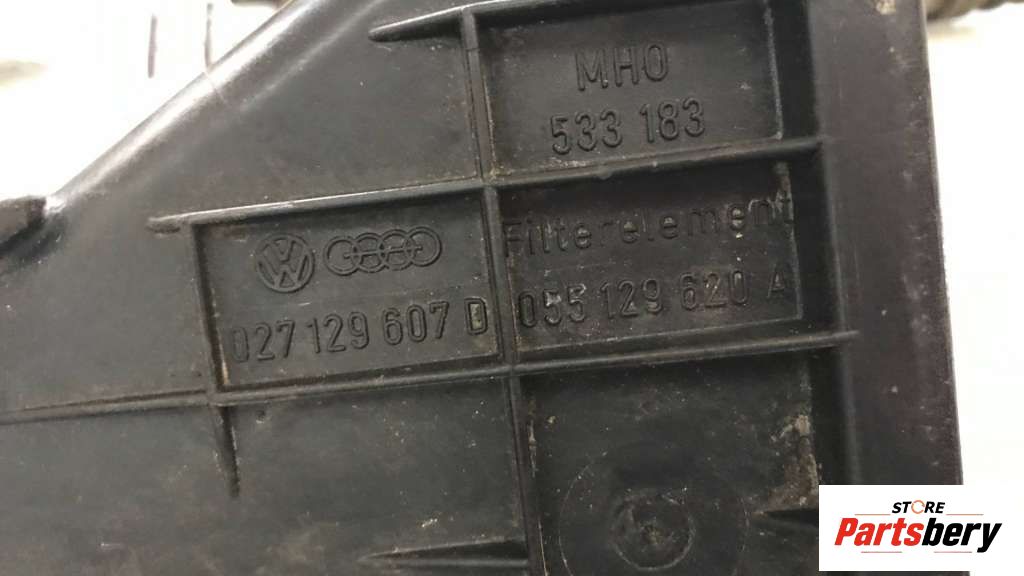 MHO
533 183
Filterelement
027 129 607 D
055 129 620 A
STORE
Partsbery